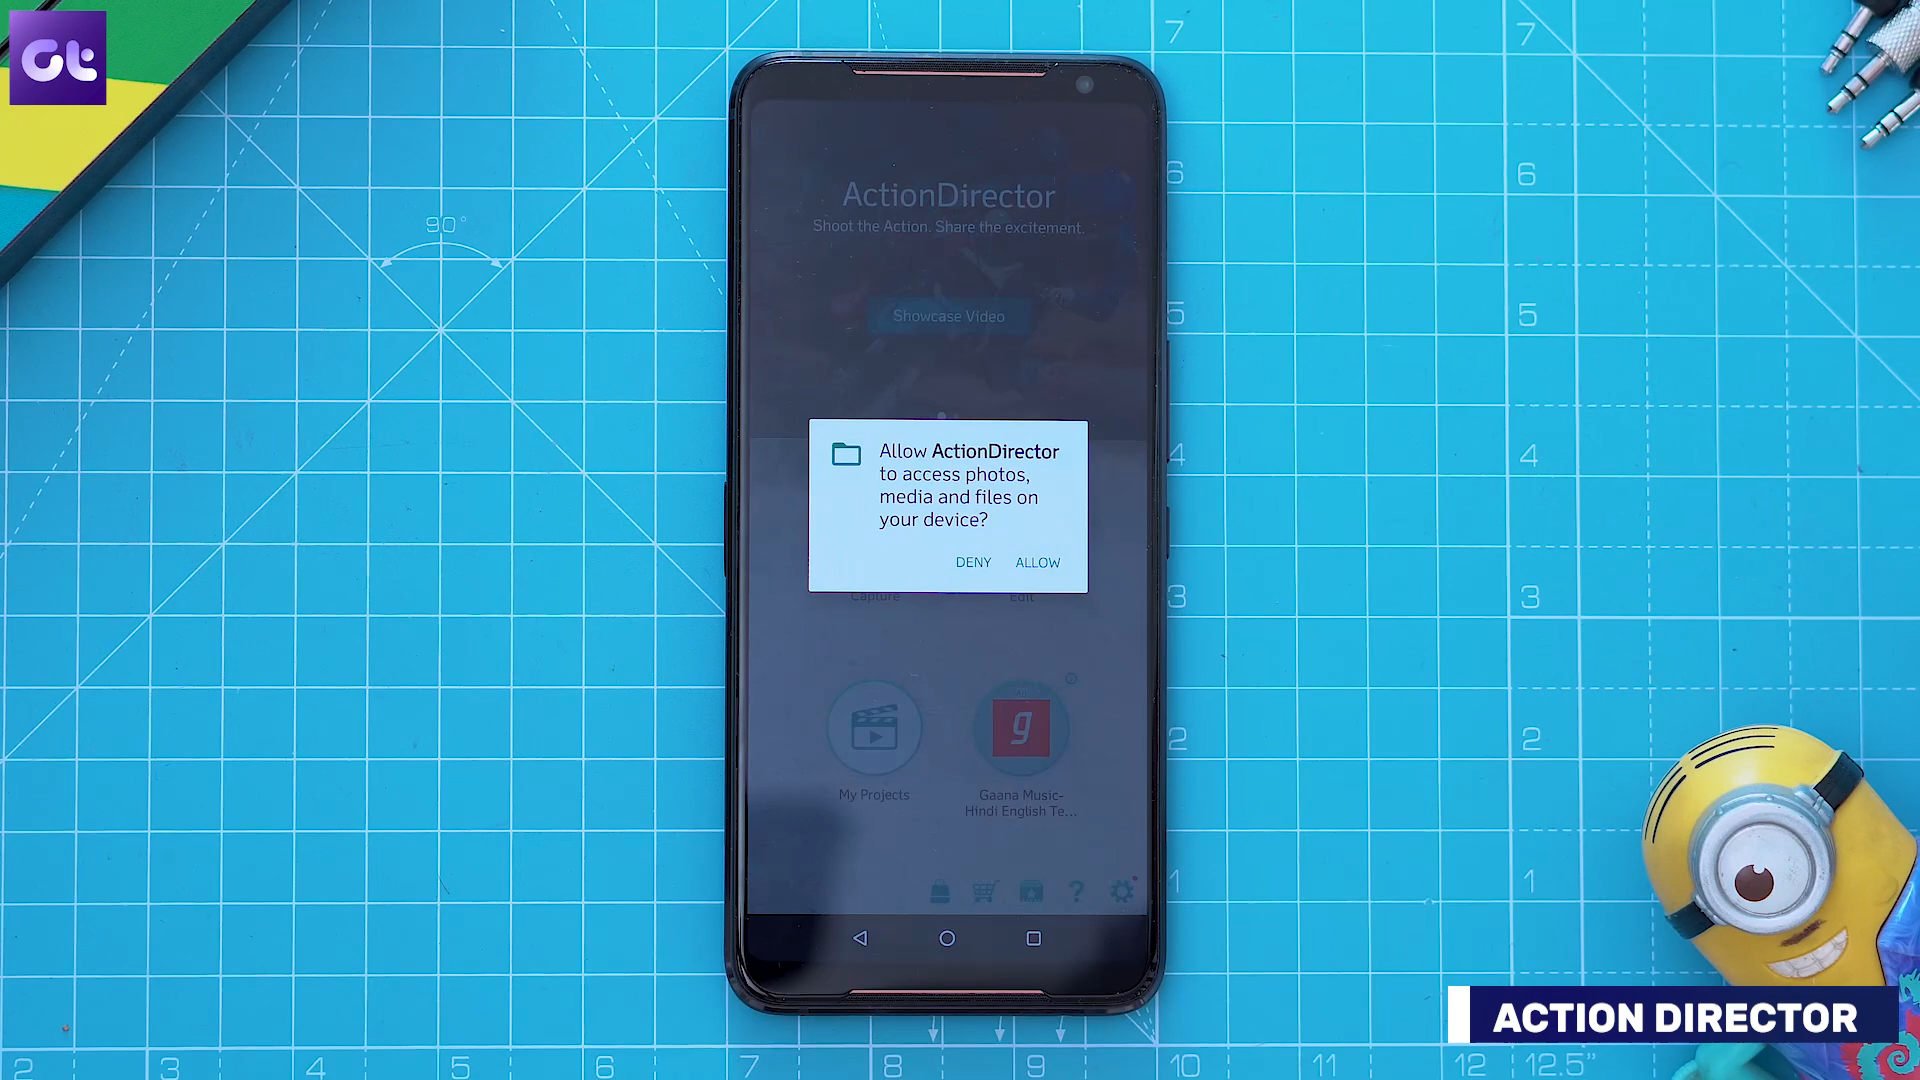 Gt
90°
ActionDirector
Shoot the Action. Share the excitement.
Showcase Video
Allow ActionDirector
to access photos,
media and files on
your device?
DENY ALLOW
Capture Edit
g
My Projects
Gaana Music-
Hindi English Te...
?
7 7
6 6
5 5
4 4
3 3
2 2
1 1
ACTION DIRECTOR
2 3 4 5 6 7 8 9 10 11 12 12.5"